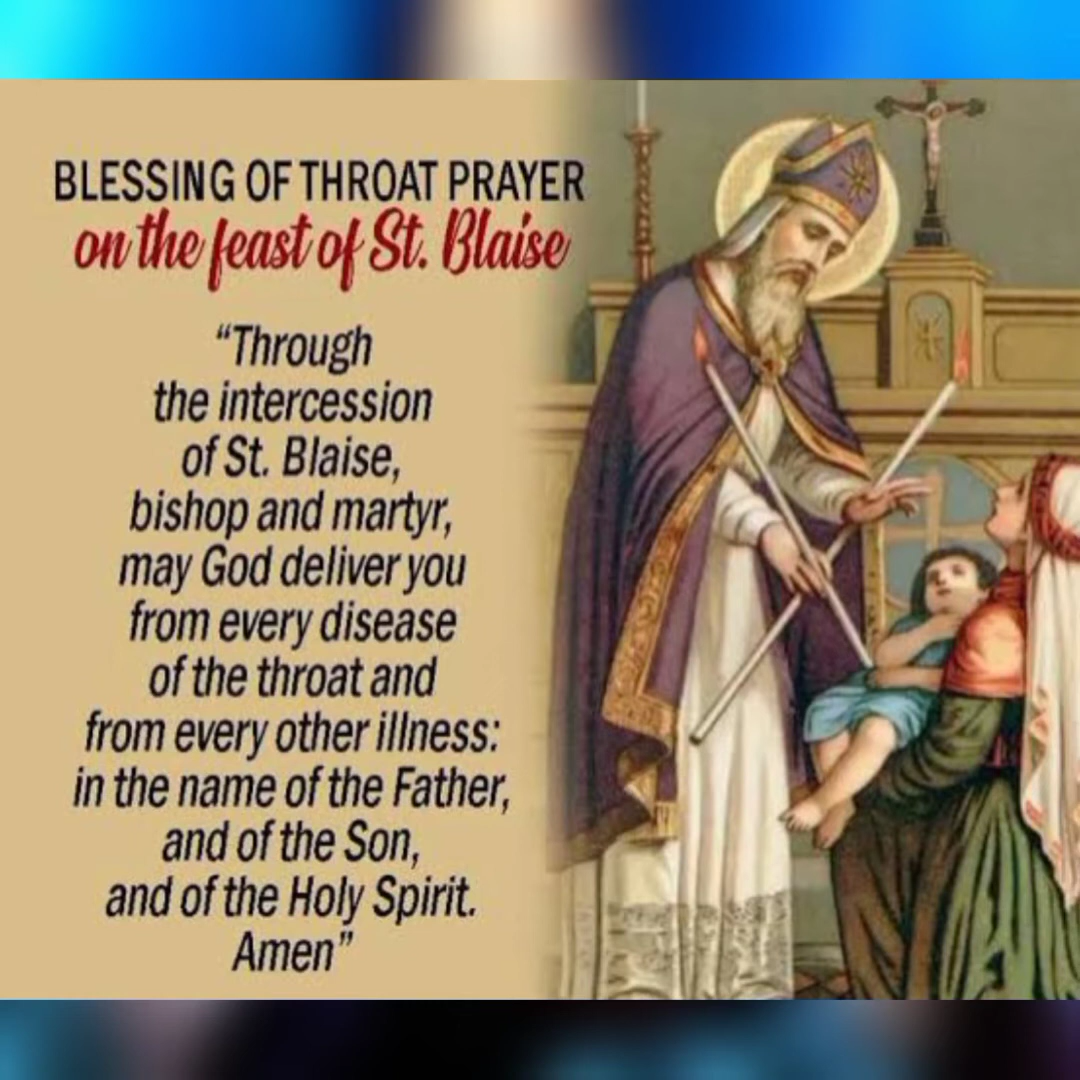 BLESSING OF THROAT PRAYER
on the feast of St. Blaise
“Through
the intercession
of St. Blaise,
bishop and martyr,
may God deliver you
from every disease
of the throat and
from every other illness:
in the name of the Father,
and of the Son,
and of the Holy Spirit.
Amen”